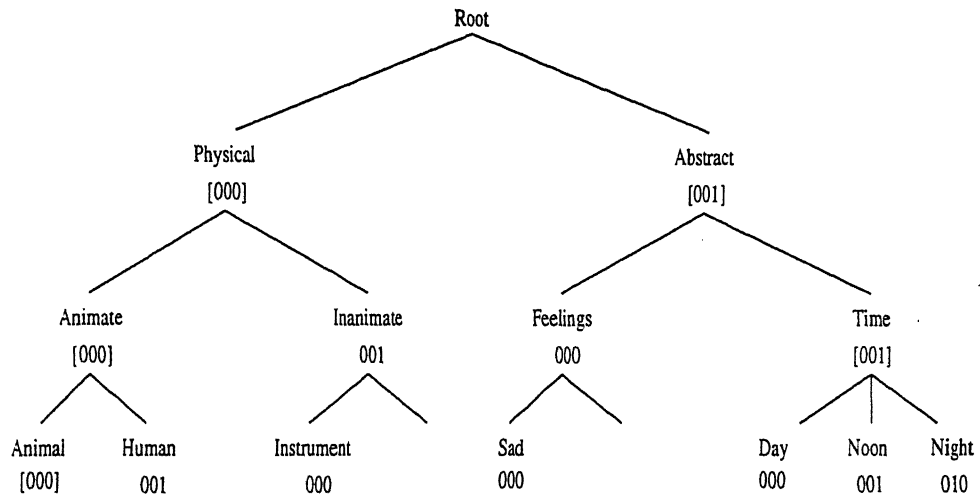 Root
Physical Abstract
[000] [001]
Animate Inanimate Feelings Time
[000] 001 000 [001]
Animal Human Instrument Sad Day Noon Night
[000] 001 000 000 000 001 010